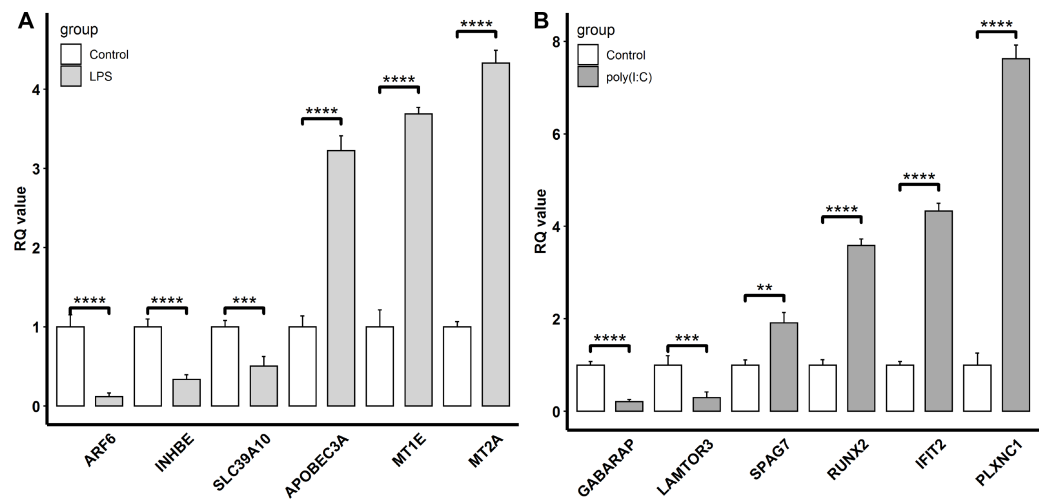 A
group
Control
LPS
RQ value
4
3
2
1
0
****
****
***
****
****
****
ARF6
INHBE
SLC39A10
APOBEC3A
MT1E
MT2A
B
group
Control
poly(I:C)
RQ value
8
6
4
2
0
****
***
**
****
****
****
GABARAP
LAMTOR3
SPAG7
RUNX2
IFIT2
PLXNC1